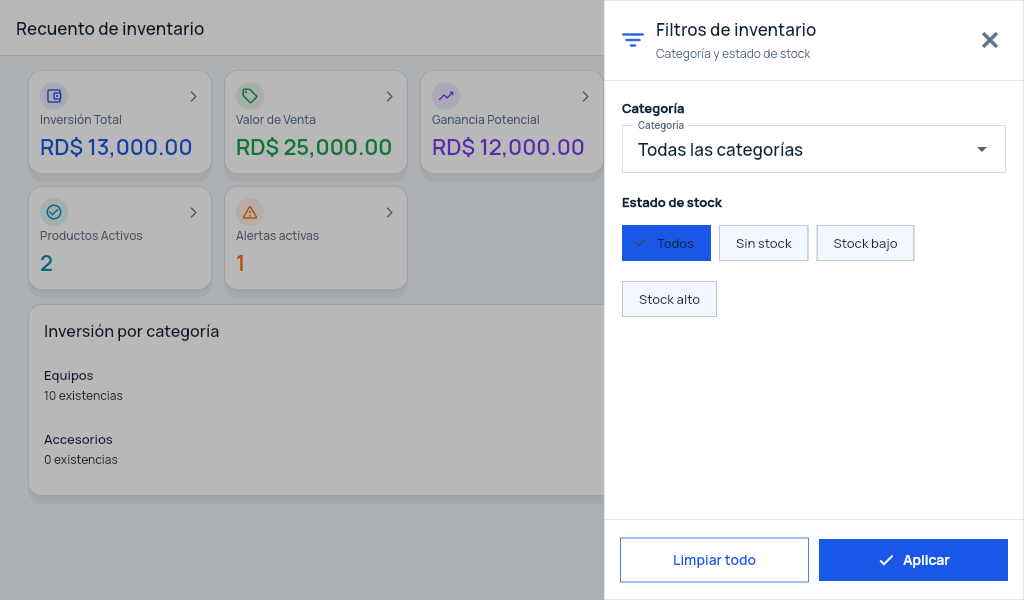 Recuento de inventario
Inversión Total
RD$ 13,000.00
Valor de Venta
RD$ 25,000.00
Ganancia Potencial
RD$ 12,000.00
Productos Activos
2
Alertas activas
1
Inversión por categoría
Equipos
10 existencias
Accesorios
0 existencias
Filtros de inventario
Categoría y estado de stock
Categoría
Categoría
Todas las categorías
Estado de stock
Todos
Sin stock
Stock bajo
Stock alto
Limpiar todo
Aplicar